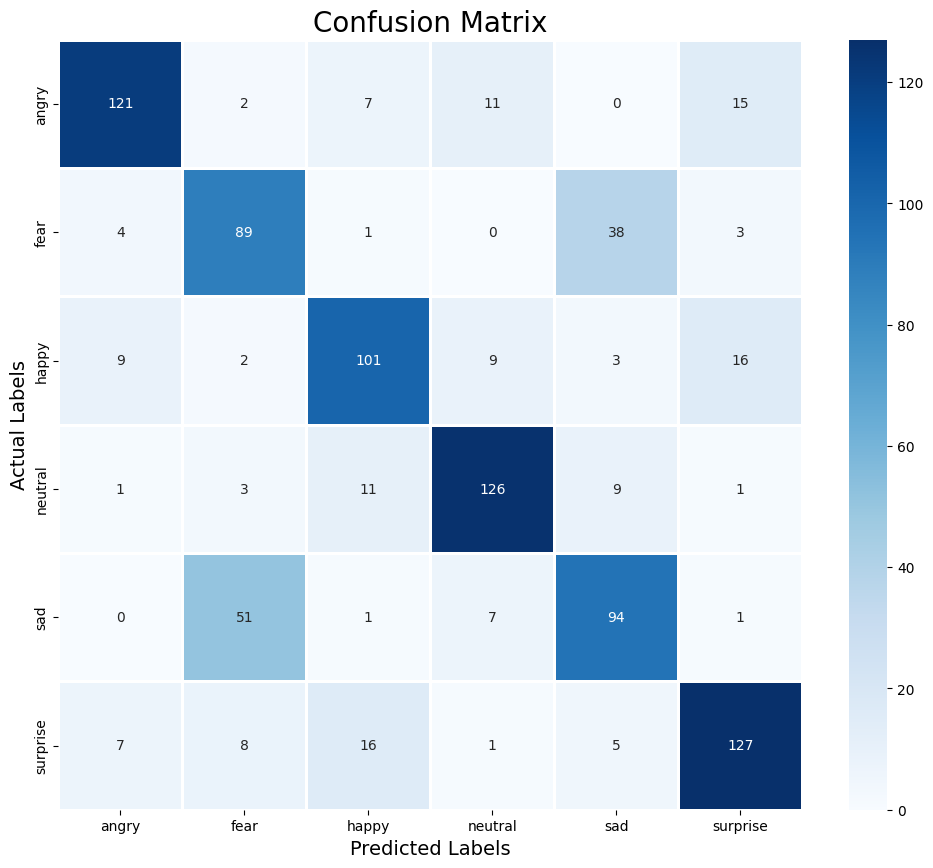 Confusion Matrix
Actual Labels
angry 121 2 7 11 0 15
fear 4 89 1 0 38 3
happy 9 2 101 9 3 16
neutral 1 3 11 126 9 1
sad 0 51 1 7 94 1
surprise 7 8 16 1 5 127
angry fear happy neutral sad surprise
Predicted Labels
120
100
80
60
40
20
0